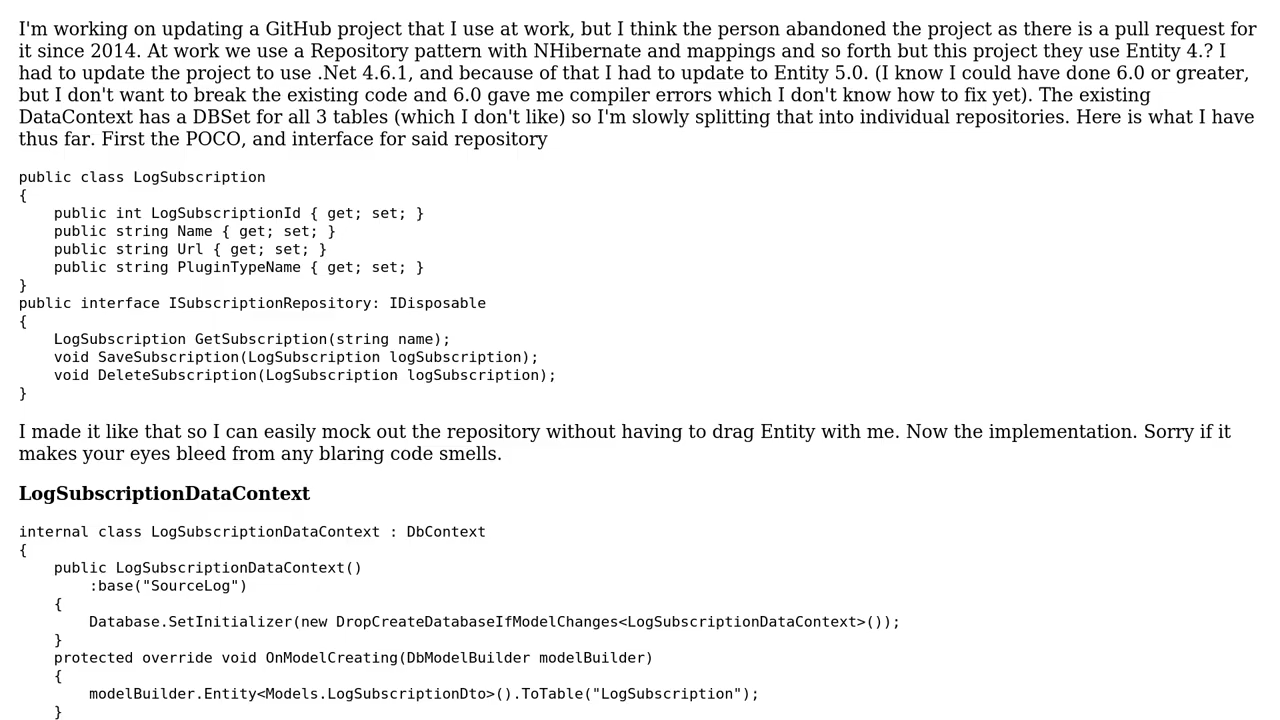 I'm working on updating a GitHub project that I use at work, but I think the person abandoned the project as there is a pull request for
it since 2014. At work we use a Repository pattern with NHibernate and mappings and so forth but this project they use Entity 4.? I
had to update the project to use .Net 4.6.1, and because of that I had to update to Entity 5.0. (I know I could have done 6.0 or greater,
but I don't want to break the existing code and 6.0 gave me compiler errors which I don't know how to fix yet). The existing
DataContext has a DBSet for all 3 tables (which I don't like) so I'm slowly splitting that into individual repositories. Here is what I have
thus far. First the POCO, and interface for said repository
public class LogSubscription
{
    public int LogSubscriptionId { get; set; }
    public string Name { get; set; }
    public string Url { get; set; }
    public string PluginTypeName { get; set; }
}
public interface ISubscriptionRepository: IDisposable
{
    LogSubscription GetSubscription(string name);
    void SaveSubscription(LogSubscription logSubscription);
    void DeleteSubscription(LogSubscription logSubscription);
}
I made it like that so I can easily mock out the repository without having to drag Entity with me. Now the implementation. Sorry if it
makes your eyes bleed from any blaring code smells.
LogSubscriptionDataContext
internal class LogSubscriptionDataContext : DbContext
{
    public LogSubscriptionDataContext()
        :base("SourceLog")
    {
        Database.SetInitializer(new DropCreateDatabaseIfModelChanges<LogSubscriptionDataContext>());
    }
    protected override void OnModelCreating(DbModelBuilder modelBuilder)
    {
        modelBuilder.Entity<Models.LogSubscriptionDto>().ToTable("LogSubscription");
    }